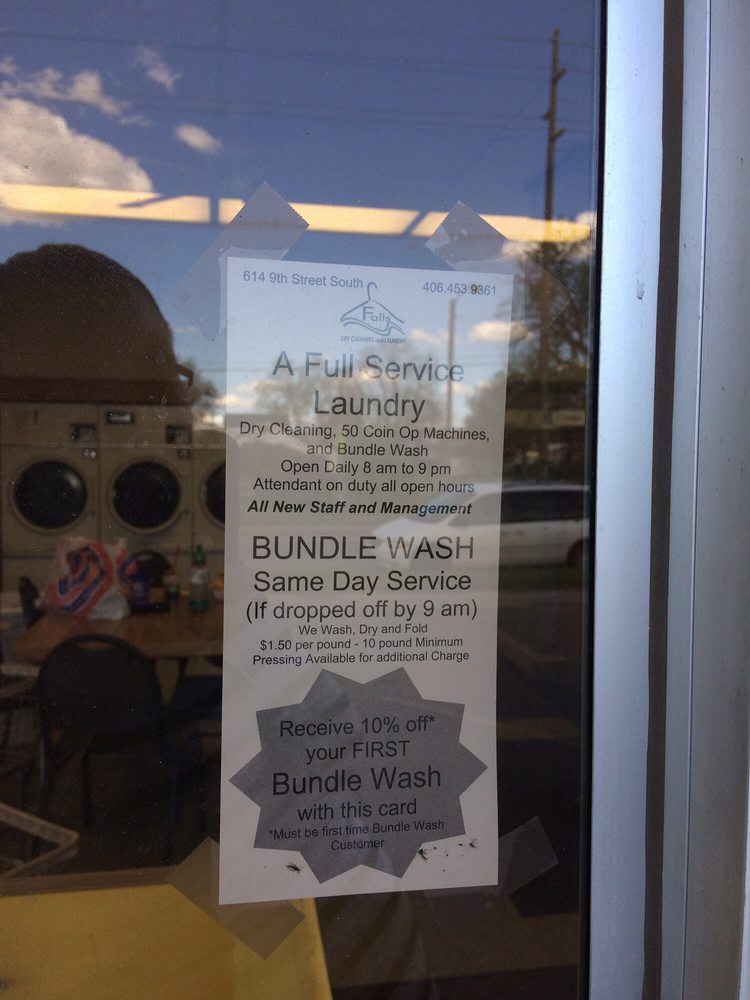 614 9th Street South
406.453.9361
Falls
DRY CLEANERS and LAUNDRY
A Full Service
Laundry
Dry Cleaning, 50 Coin Op Machines,
and Bundle Wash
Open Daily 8 am to 9 pm
Attendant on duty all open hours
All New Staff and Management
BUNDLE WASH
Same Day Service
(If dropped off by 9 am)
We Wash, Dry and Fold
$1.50 per pound - 10 pound Minimum
Pressing Available for additional Charge
Receive 10% off*
your FIRST
Bundle Wash
with this card
*Must be first time Bundle Wash
Customer